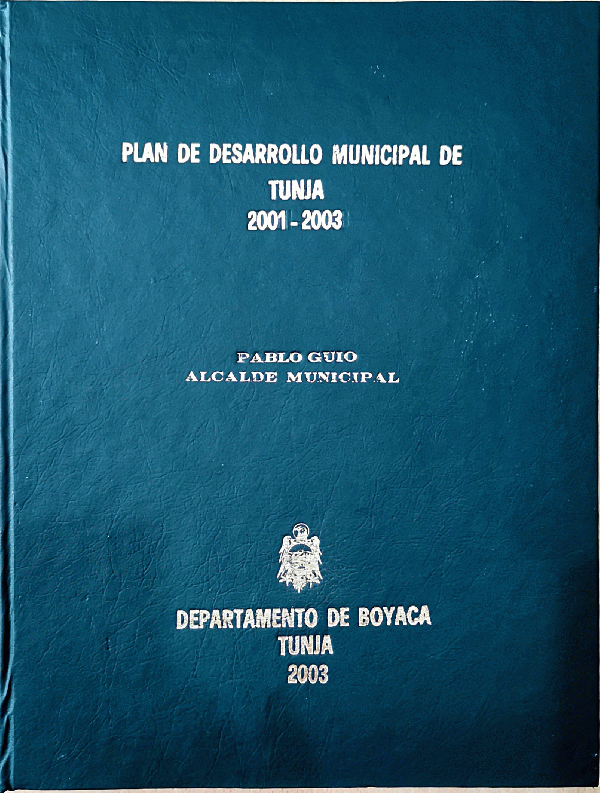 PLAN DE DESARROLLO MUNICIPAL DE
TUNJA
2001-2003
PABLO GUIO
ALCALDE MUNICIPAL
DEPARTAMENTO DE BOYACA
TUNJA
2003